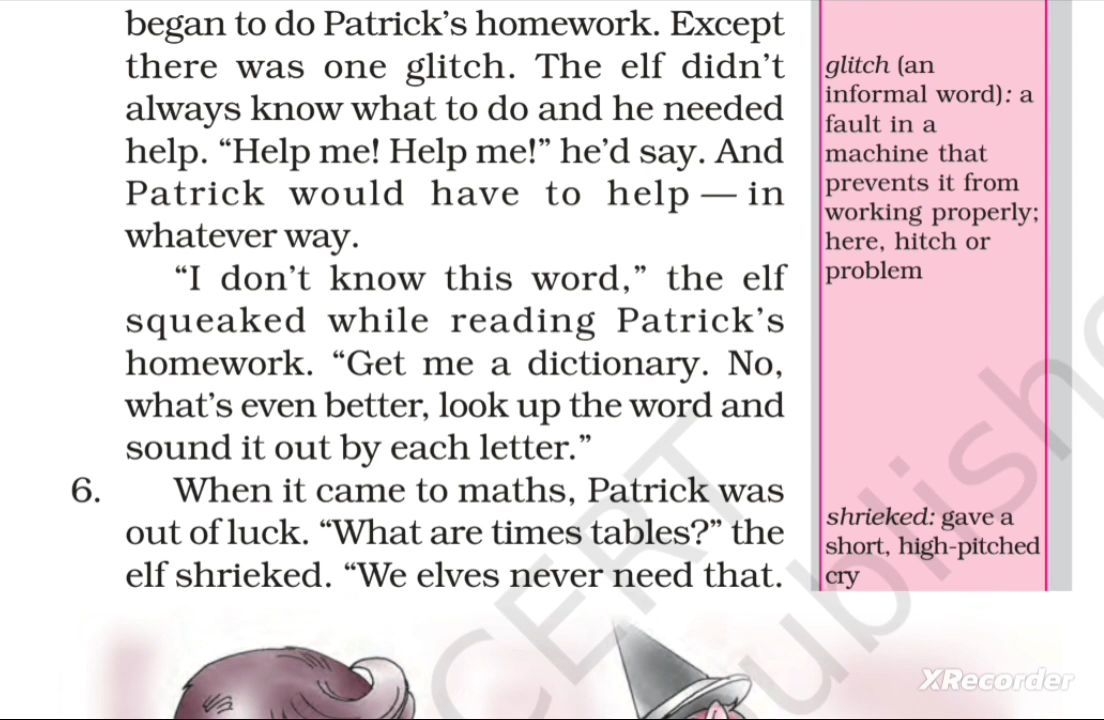 began to do Patrick’s homework. Except
there was one glitch. The elf didn’t
always know what to do and he needed
help. “Help me! Help me!” he’d say. And
Patrick would have to help — in
whatever way.
“I don’t know this word,” the elf
squeaked while reading Patrick’s
homework. “Get me a dictionary. No,
what’s even better, look up the word and
sound it out by each letter.”
6. When it came to maths, Patrick was
out of luck. “What are times tables?” the
elf shrieked. “We elves never need that.
glitch (an
informal word): a
fault in a
machine that
prevents it from
working properly;
here, hitch or
problem
shrieked: gave a
short, high-pitched
cry
CERT
XRecorder